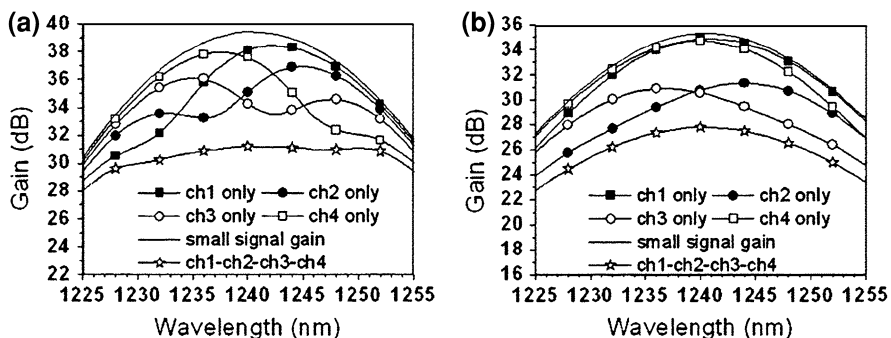 (a)
40
38
36
34
32
30
28
26
24
22
Gain (dB)
ch1 only
ch2 only
ch3 only
ch4 only
small signal gain
ch1-ch2-ch3-ch4
1225 1230 1235 1240 1245 1250 1255
Wavelength (nm)
(b)
36
34
32
30
28
26
24
22
20
18
16
Gain (dB)
ch1 only
ch2 only
ch3 only
ch4 only
small signal gain
ch1-ch2-ch3-ch4
1225 1230 1235 1240 1245 1250 1255
Wavelength (nm)